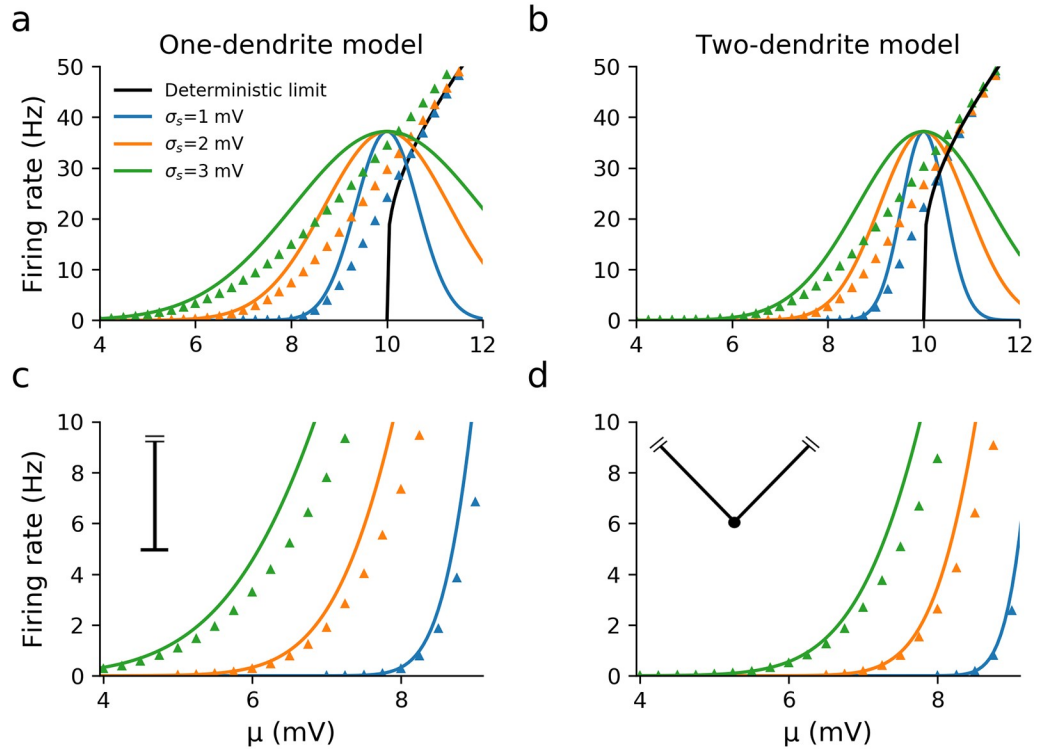 a
b
One-dendrite model
Two-dendrite model
Firing rate (Hz)
50
40
30
20
10
0
4
6
8
10
12
Deterministic limit
σs=1 mV
σs=2 mV
σs=3 mV
50
40
30
20
10
0
4
6
8
10
12
c
d
Firing rate (Hz)
10
8
6
4
2
0
4
6
8
μ (mV)
10
8
6
4
2
0
4
6
8
μ (mV)